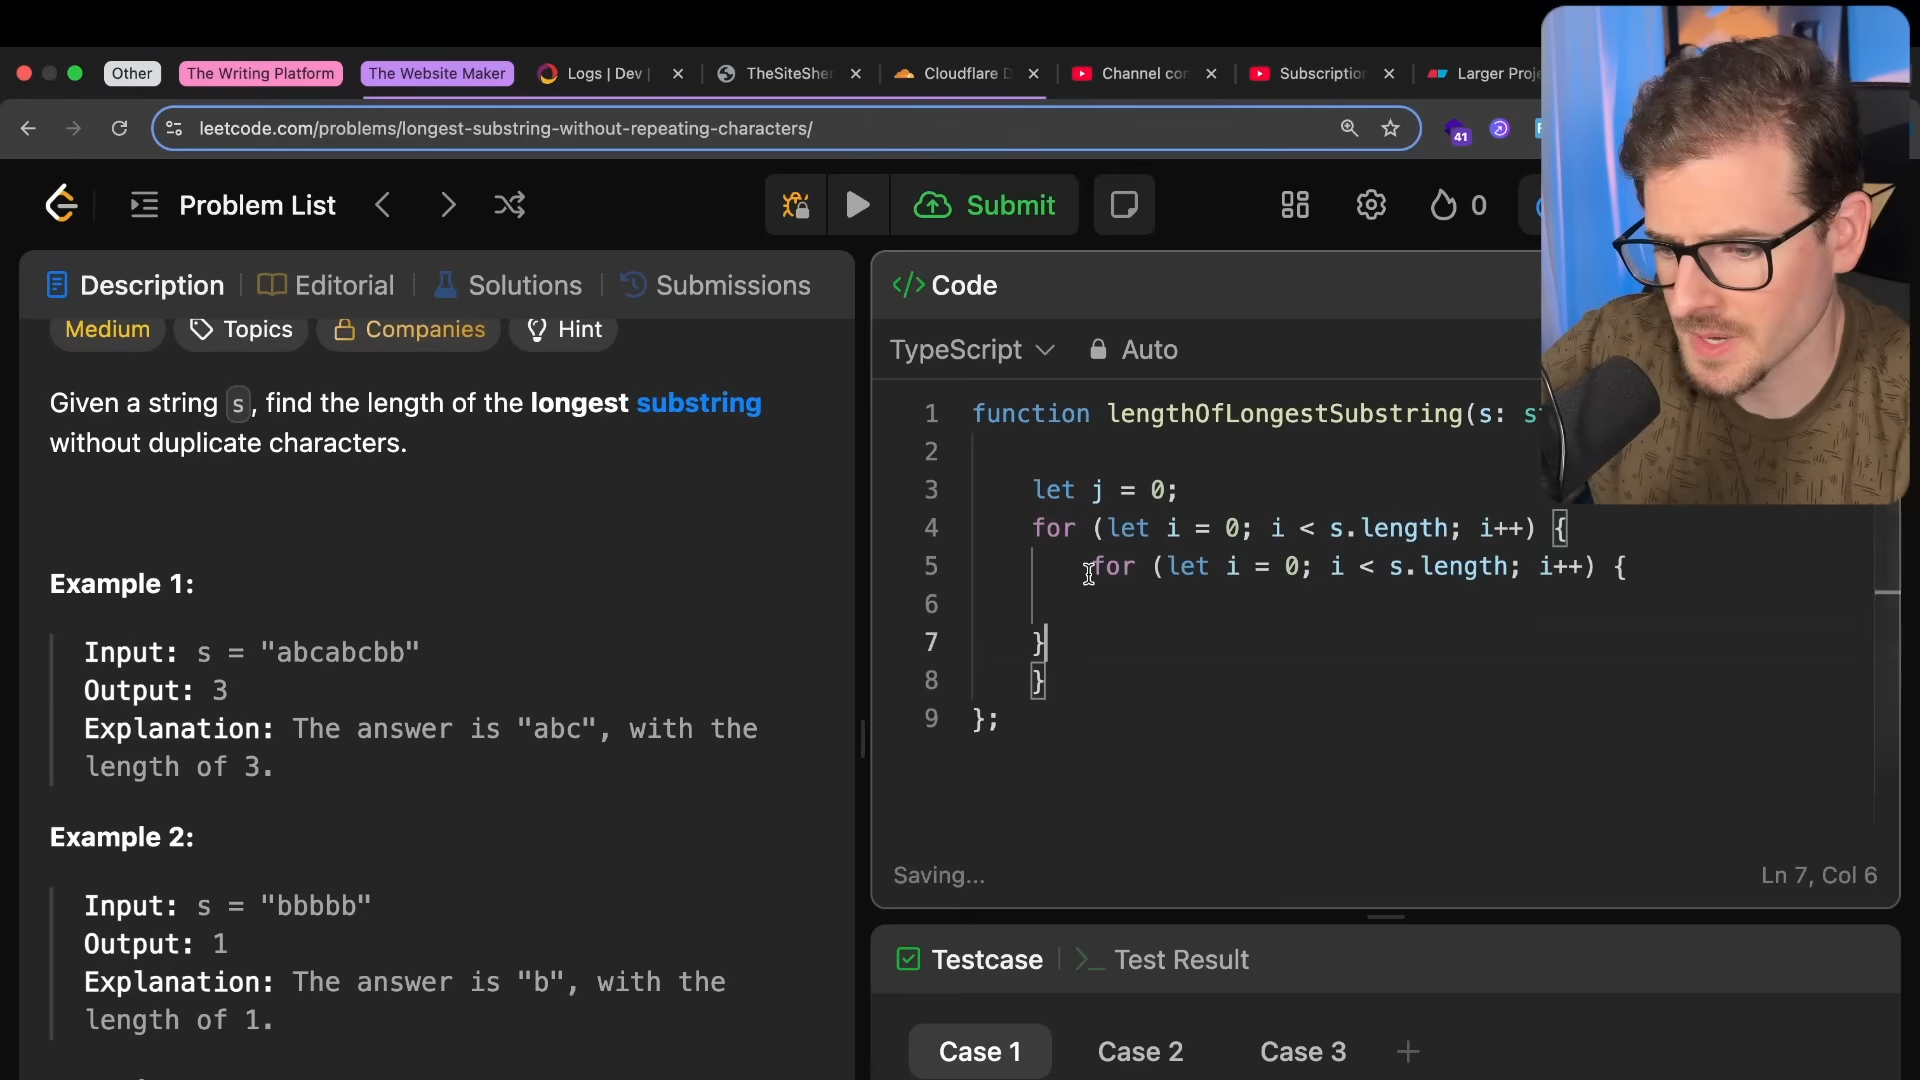 Other
The Writing Platform
The Website Maker
Logs | Dev
TheSiteSher
Cloudflare D
Channel con
Subscription
Larger Proj
leetcode.com/problems/longest-substring-without-repeating-characters/
41
Problem List
Submit
0
Description
Editorial
Solutions
Submissions
Medium
Topics
Companies
Hint
Given a string s, find the length of the longest substring
without duplicate characters.
Example 1:
Input: s = "abcabcbb"
Output: 3
Explanation: The answer is "abc", with the
length of 3.
Example 2:
Input: s = "bbbbb"
Output: 1
Explanation: The answer is "b", with the
length of 1.
</> Code
TypeScript
Auto
1 function lengthOfLongestSubstring(s: st
2
3 let j = 0;
4 for (let i = 0; i < s.length; i++) {
5 for (let i = 0; i < s.length; i++) {
6
7 }
8 }
9 };
Saving...
Ln 7, Col 6
Testcase
Test Result
Case 1
Case 2
Case 3